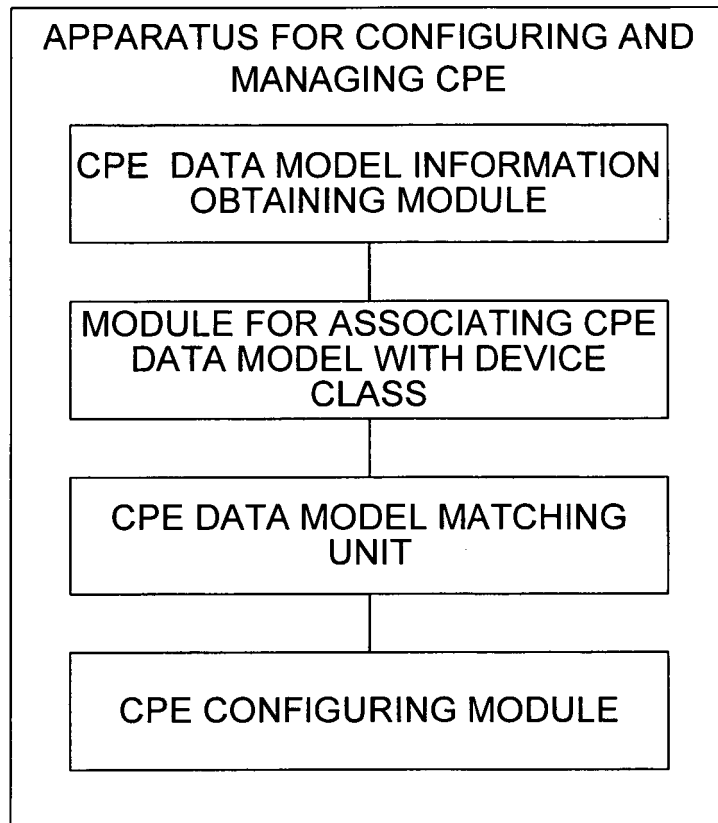 APPARATUS FOR CONFIGURING AND
MANAGING CPE
CPE DATA MODEL INFORMATION
OBTAINING MODULE
MODULE FOR ASSOCIATING CPE
DATA MODEL WITH DEVICE
CLASS
CPE DATA MODEL MATCHING
UNIT
CPE CONFIGURING MODULE